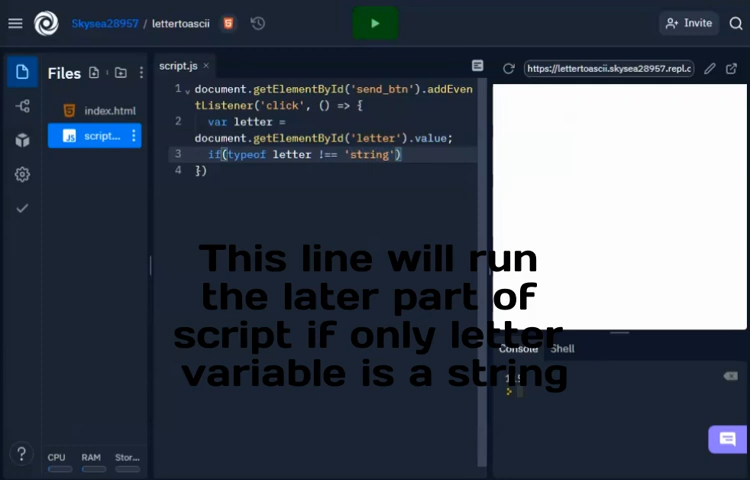 Skysea28957 / lettertoascii
Invite
Files
index.html
script...
script.js ×
1 document.getElementById('send_btn').addEven
tListener('click', () => {
2 var letter =
document.getElementById('letter').value;
3 if(typeof letter !== 'string')
4 })
https://lettertoascii.skysea28957.repl.c
This line will run
the later part of
script if only letter
variable is a string
Console Shell
CPU RAM Stor...